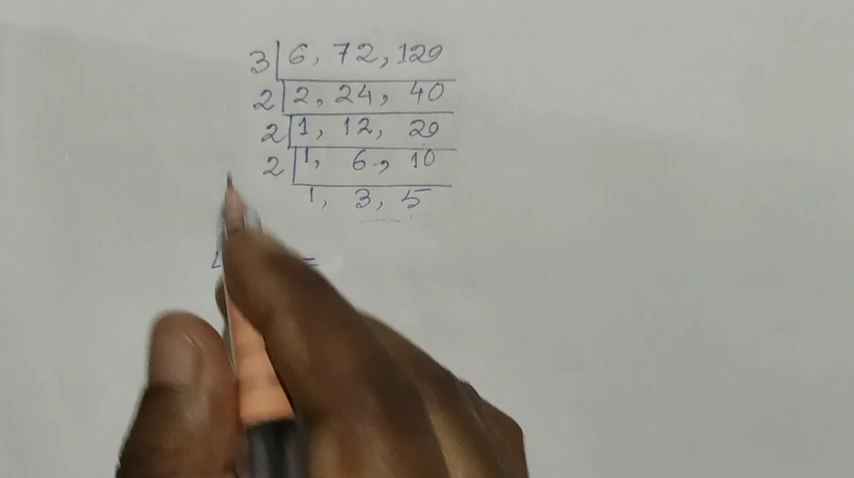 3 6, 72, 120
2 2, 24, 40
2 1, 12, 20
2 1, 6, 10
1, 3, 5
=